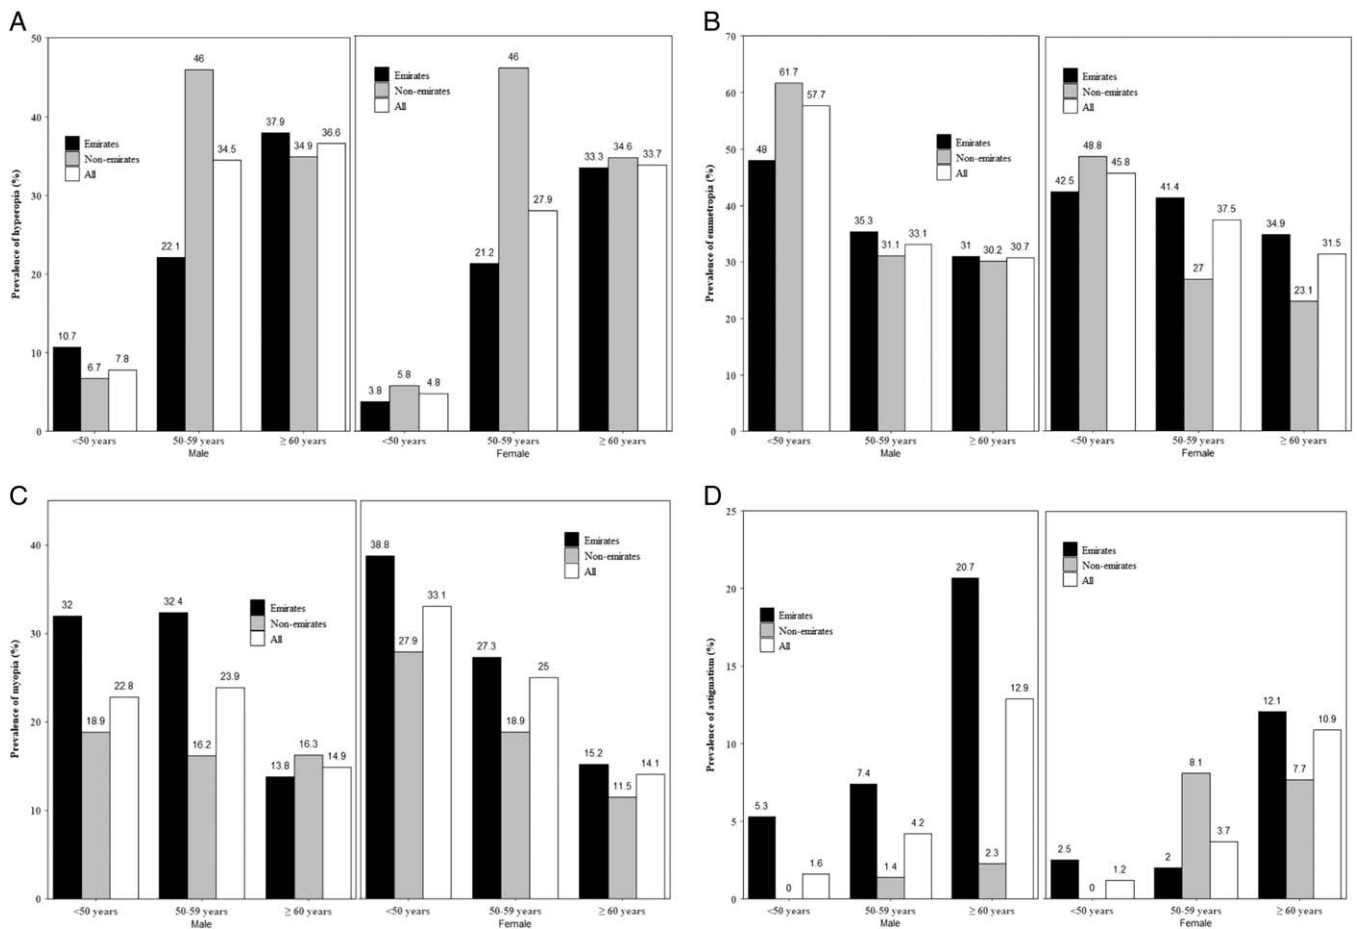 A
Prevalence of hyperopia (%)
50
40
30
20
10
0
Emirates
Non-emirates
All
10.7
6.7
7.8
22.1
46
34.5
37.9
34.9
36.6
<50 years
50-59 years
≥ 60 years
Male
Emirates
Non-emirates
All
3.8
5.8
4.8
21.2
46
27.9
33.3
34.6
33.7
<50 years
50-59 years
≥ 60 years
Female
B
Prevalence of emmetropia (%)
70
60
50
40
30
20
10
0
Emirates
Non-emirates
All
48
61.7
57.7
35.3
31.1
33.1
31
30.2
30.7
<50 years
50-59 years
≥ 60 years
Male
Emirates
Non-emirates
All
42.5
48.8
45.8
41.4
27
37.5
34.9
23.1
31.5
<50 years
50-59 years
≥ 60 years
Female
C
Prevalence of myopia (%)
40
30
20
10
0
Emirates
Non-emirates
All
32
18.9
22.8
32.4
16.2
23.9
13.8
16.3
14.9
<50 years
50-59 years
≥ 60 years
Male
Emirates
Non-emirates
All
38.8
27.9
33.1
27.3
18.9
25
15.2
11.5
14.1
<50 years
50-59 years
≥ 60 years
Female
D
Prevalence of astigmatism (%)
25
20
15
10
5
0
Emirates
Non-emirates
All
5.3
0
1.6
7.4
1.4
4.2
20.7
2.3
12.9
<50 years
50-59 years
≥ 60 years
Male
Emirates
Non-emirates
All
2.5
0
1.2
2
8.1
3.7
12.1
7.7
10.9
<50 years
50-59 years
≥ 60 years
Female